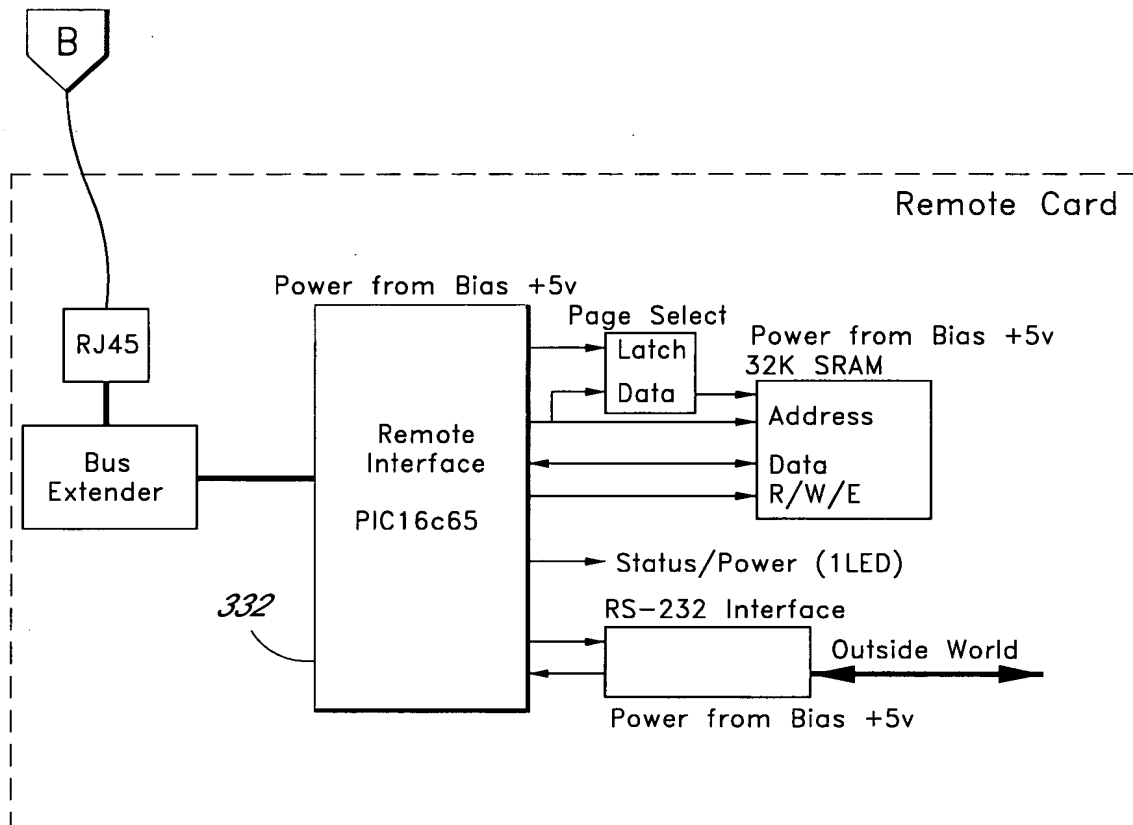 B
Remote Card
Power from Bias +5v
RJ45
Page Select
Latch
Data
Power from Bias +5v
32K SRAM
Address
Data
R/W/E
Bus
Extender
Remote
Interface
PIC16c65
Status/Power (1LED)
332
RS-232 Interface
Outside World
Power from Bias +5v